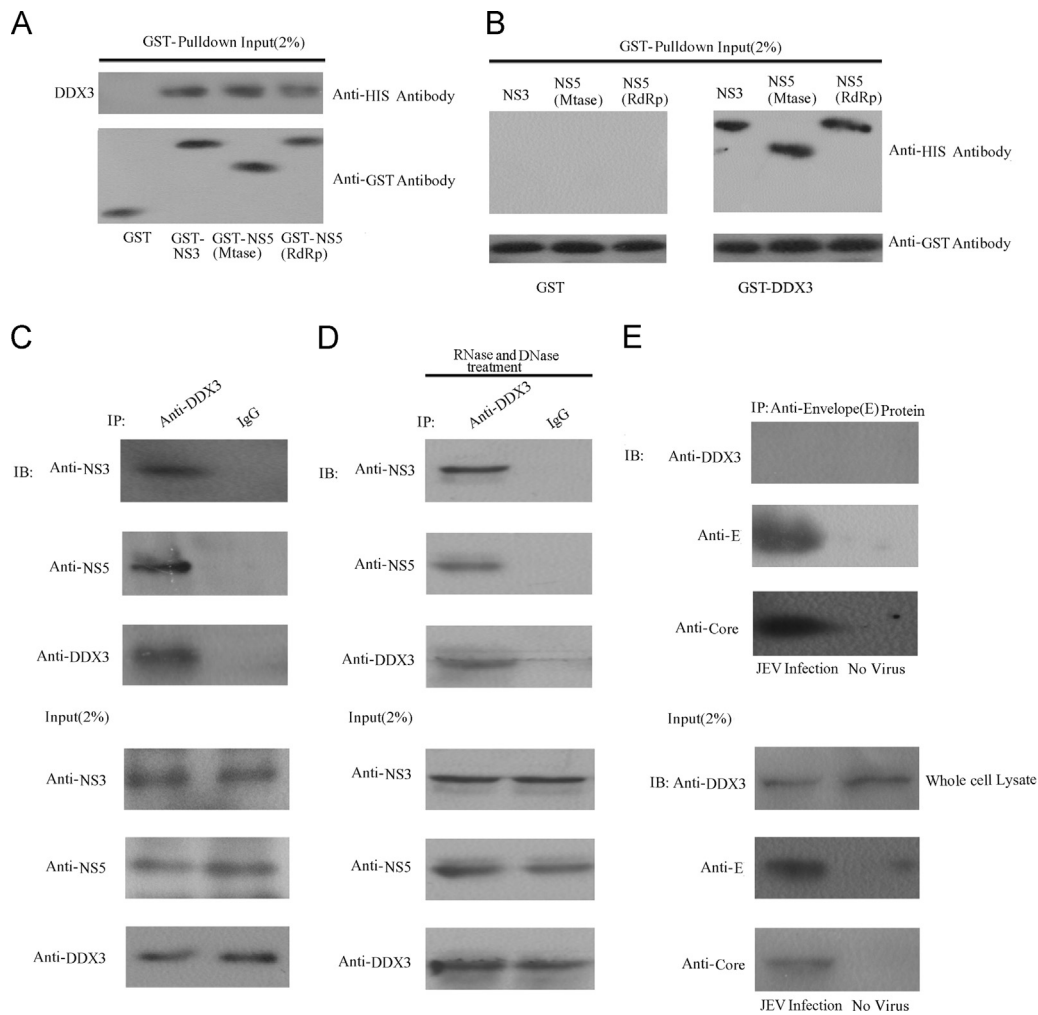 A
GST-Pulldown Input(2%)
DDX3
Anti-HIS Antibody
Anti-GST Antibody
GST
GST-
NS3
GST-NS5
(Mtase)
GST-NS5
(RdRp)
B
GST-Pulldown Input(2%)
NS3
NS5
(Mtase)
NS5
(RdRp)
NS3
NS5
(Mtase)
NS5
(RdRp)
Anti-HIS Antibody
Anti-GST Antibody
GST
GST-DDX3
C
IP:
Anti-DDX3
IgG
IB:
Anti-NS3
Anti-NS5
Anti-DDX3
Input(2%)
Anti-NS3
Anti-NS5
Anti-DDX3
D
RNase and DNase
treatment
IP:
Anti-DDX3
IgG
IB:
Anti-NS3
Anti-NS5
Anti-DDX3
Input(2%)
Anti-NS3
Anti-NS5
Anti-DDX3
E
IP: Anti-Envelope(E) Protein
IB:
Anti-DDX3
Anti-E
Anti-Core
JEV Infection
No Virus
Input(2%)
IB: Anti-DDX3
Whole cell Lysate
Anti-E
Anti-Core
JEV Infection
No Virus